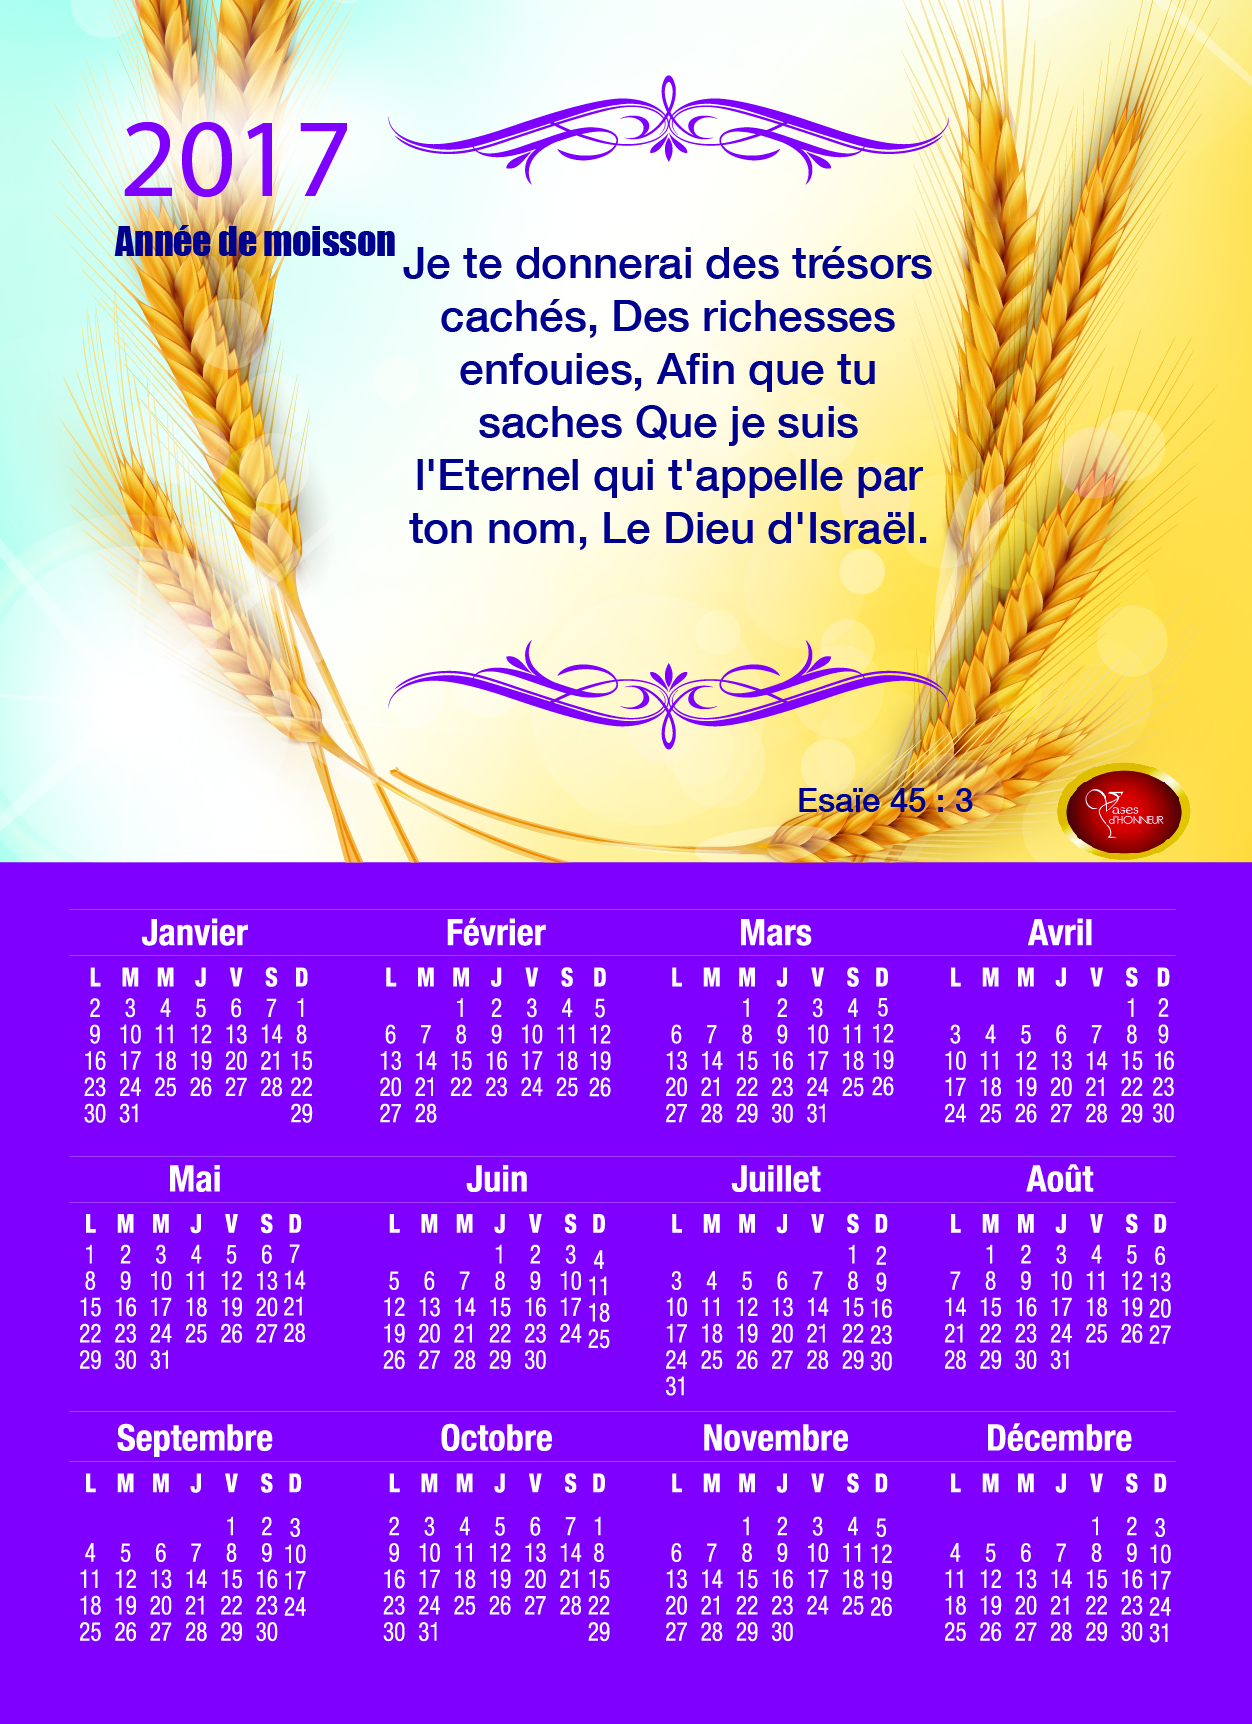 2017
Année de moisson
Je te donnerai des trésors
cachés, Des richesses
enfouies, Afin que tu
saches Que je suis
l'Eternel qui t'appelle par
ton nom, Le Dieu d'Israël.
Esaïe 45 : 3
Vases
d'HONNEUR
Janvier
L M M J V S D
2 3 4 5 6 7 1
9 10 11 12 13 14 8
16 17 18 19 20 21 15
23 24 25 26 27 28 22
30 31 29
Février
L M M J V S D
1 2 3 4 5
6 7 8 9 10 11 12
13 14 15 16 17 18 19
20 21 22 23 24 25 26
27 28
Mars
L M M J V S D
1 2 3 4 5
6 7 8 9 10 11 12
13 14 15 16 17 18 19
20 21 22 23 24 25 26
27 28 29 30 31
Avril
L M M J V S D
1 2
3 4 5 6 7 8 9
10 11 12 13 14 15 16
17 18 19 20 21 22 23
24 25 26 27 28 29 30
Mai
L M M J V S D
1 2 3 4 5 6 7
8 9 10 11 12 13 14
15 16 17 18 19 20 21
22 23 24 25 26 27 28
29 30 31
Juin
L M M J V S D
1 2 3 4
5 6 7 8 9 10 11
12 13 14 15 16 17 18
19 20 21 22 23 24 25
26 27 28 29 30
Juillet
L M M J V S D
1 2
3 4 5 6 7 8 9
10 11 12 13 14 15 16
17 18 19 20 21 22 23
24 25 26 27 28 29 30
31
Août
L M M J V S D
1 2 3 4 5 6
7 8 9 10 11 12 13
14 15 16 17 18 19 20
21 22 23 24 25 26 27
28 29 30 31
Septembre
L M M J V S D
1 2 3
4 5 6 7 8 9 10
11 12 13 14 15 16 17
18 19 20 21 22 23 24
25 26 27 28 29 30
Octobre
L M M J V S D
2 3 4 5 6 7 1
9 10 11 12 13 14 8
16 17 18 19 20 21 15
23 24 25 26 27 28 22
30 31 29
Novembre
L M M J V S D
1 2 3 4 5
6 7 8 9 10 11 12
13 14 15 16 17 18 19
20 21 22 23 24 25 26
27 28 29 30
Décembre
L M M J V S D
1 2 3
4 5 6 7 8 9 10
11 12 13 14 15 16 17
18 19 20 21 22 23 24
25 26 27 28 29 30 31